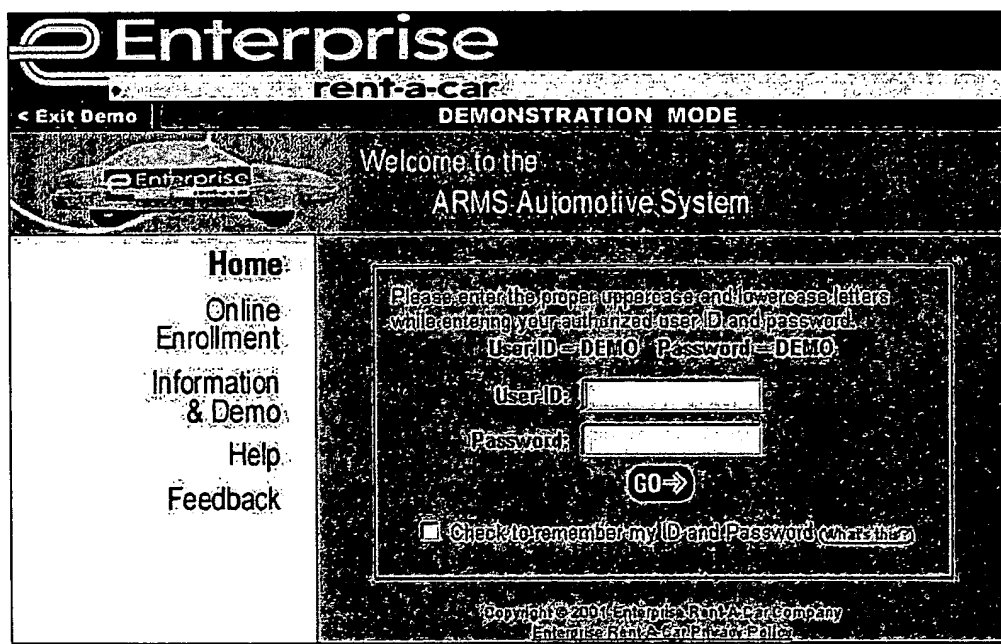 Enterprise
rent-a-car
< Exit Demo
DEMONSTRATION MODE
Enterprise
Welcome to the
ARMS Automotive System
Home
Online
Enrollment
Information
& Demo
Help
Feedback
Please enter the proper uppercase and lowercase letters
while entering your authorized user ID and password.
User ID = DEMO Password = DEMO
User ID:
Password:
GO
Check to remember my ID and Password (What's this?)
Copyright © 2001 Enterprise Rent-A-Car Company
Enterprise Rent-A-Car Privacy Policy